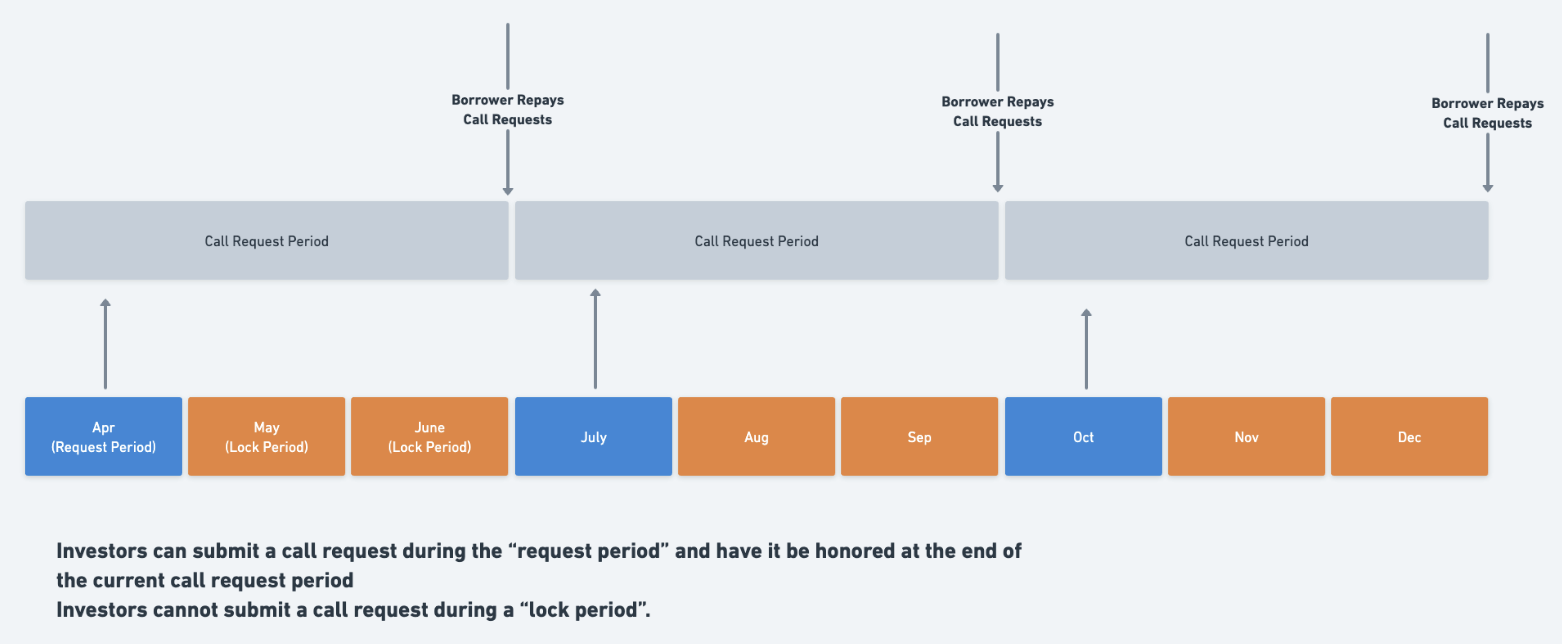 Borrower Repays
Call Requests
Borrower Repays
Call Requests
Borrower Repays
Call Requests
Call Request Period
Call Request Period
Call Request Period
Apr
(Request Period)
May
(Lock Period)
June
(Lock Period)
July
Aug
Sep
Oct
Nov
Dec
Investors can submit a call request during the “request period” and have it be honored at the end of
the current call request period
Investors cannot submit a call request during a “lock period”.